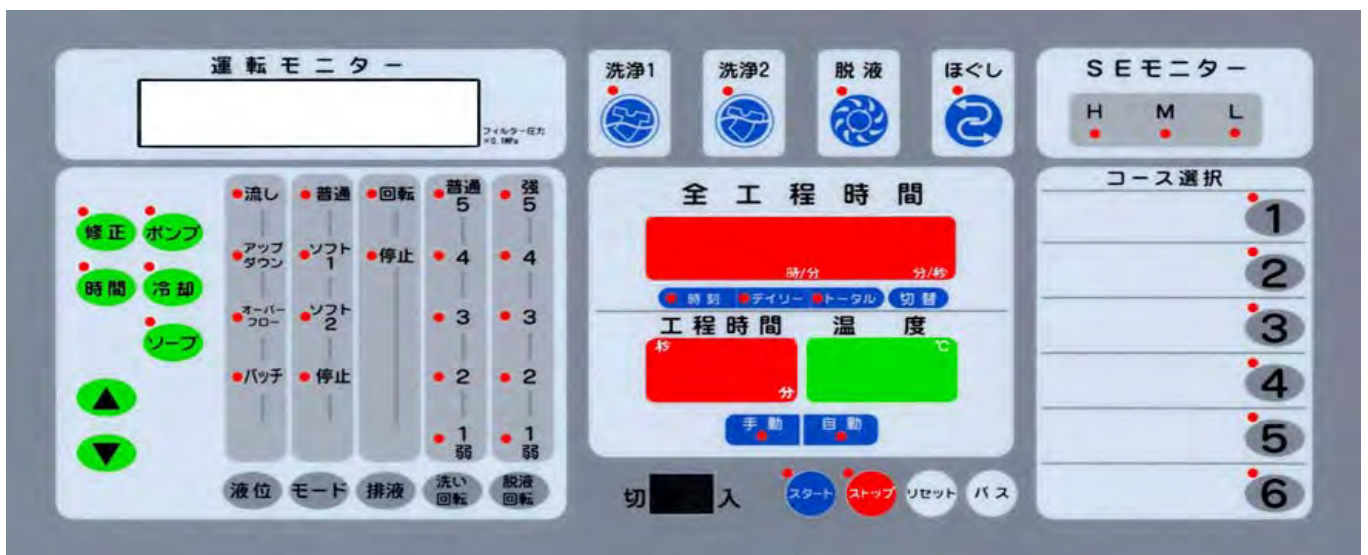 運転モニター
フィルター圧力
×0.1MPa
洗浄1
洗浄2
脱液
ほぐし
SEモニター
H M L
修正 ポンプ
時間 冷却
ソープ
▲
▼
流し
アップ
ダウン
オーバー
フロー
バッチ
液位
普通
ソフト
1
ソフト
2
停止
モード
回転
停止
排液
普通
5
4
3
2
1
弱
洗い
回転
強
5
4
3
2
1
弱
脱液
回転
全工程時間
時/分 分/秒
時刻 デイリー トータル 切替
工程時間 温度
秒
分
℃
手動 自動
切 入
スタート ストップ リセット パス
コース選択
1
2
3
4
5
6